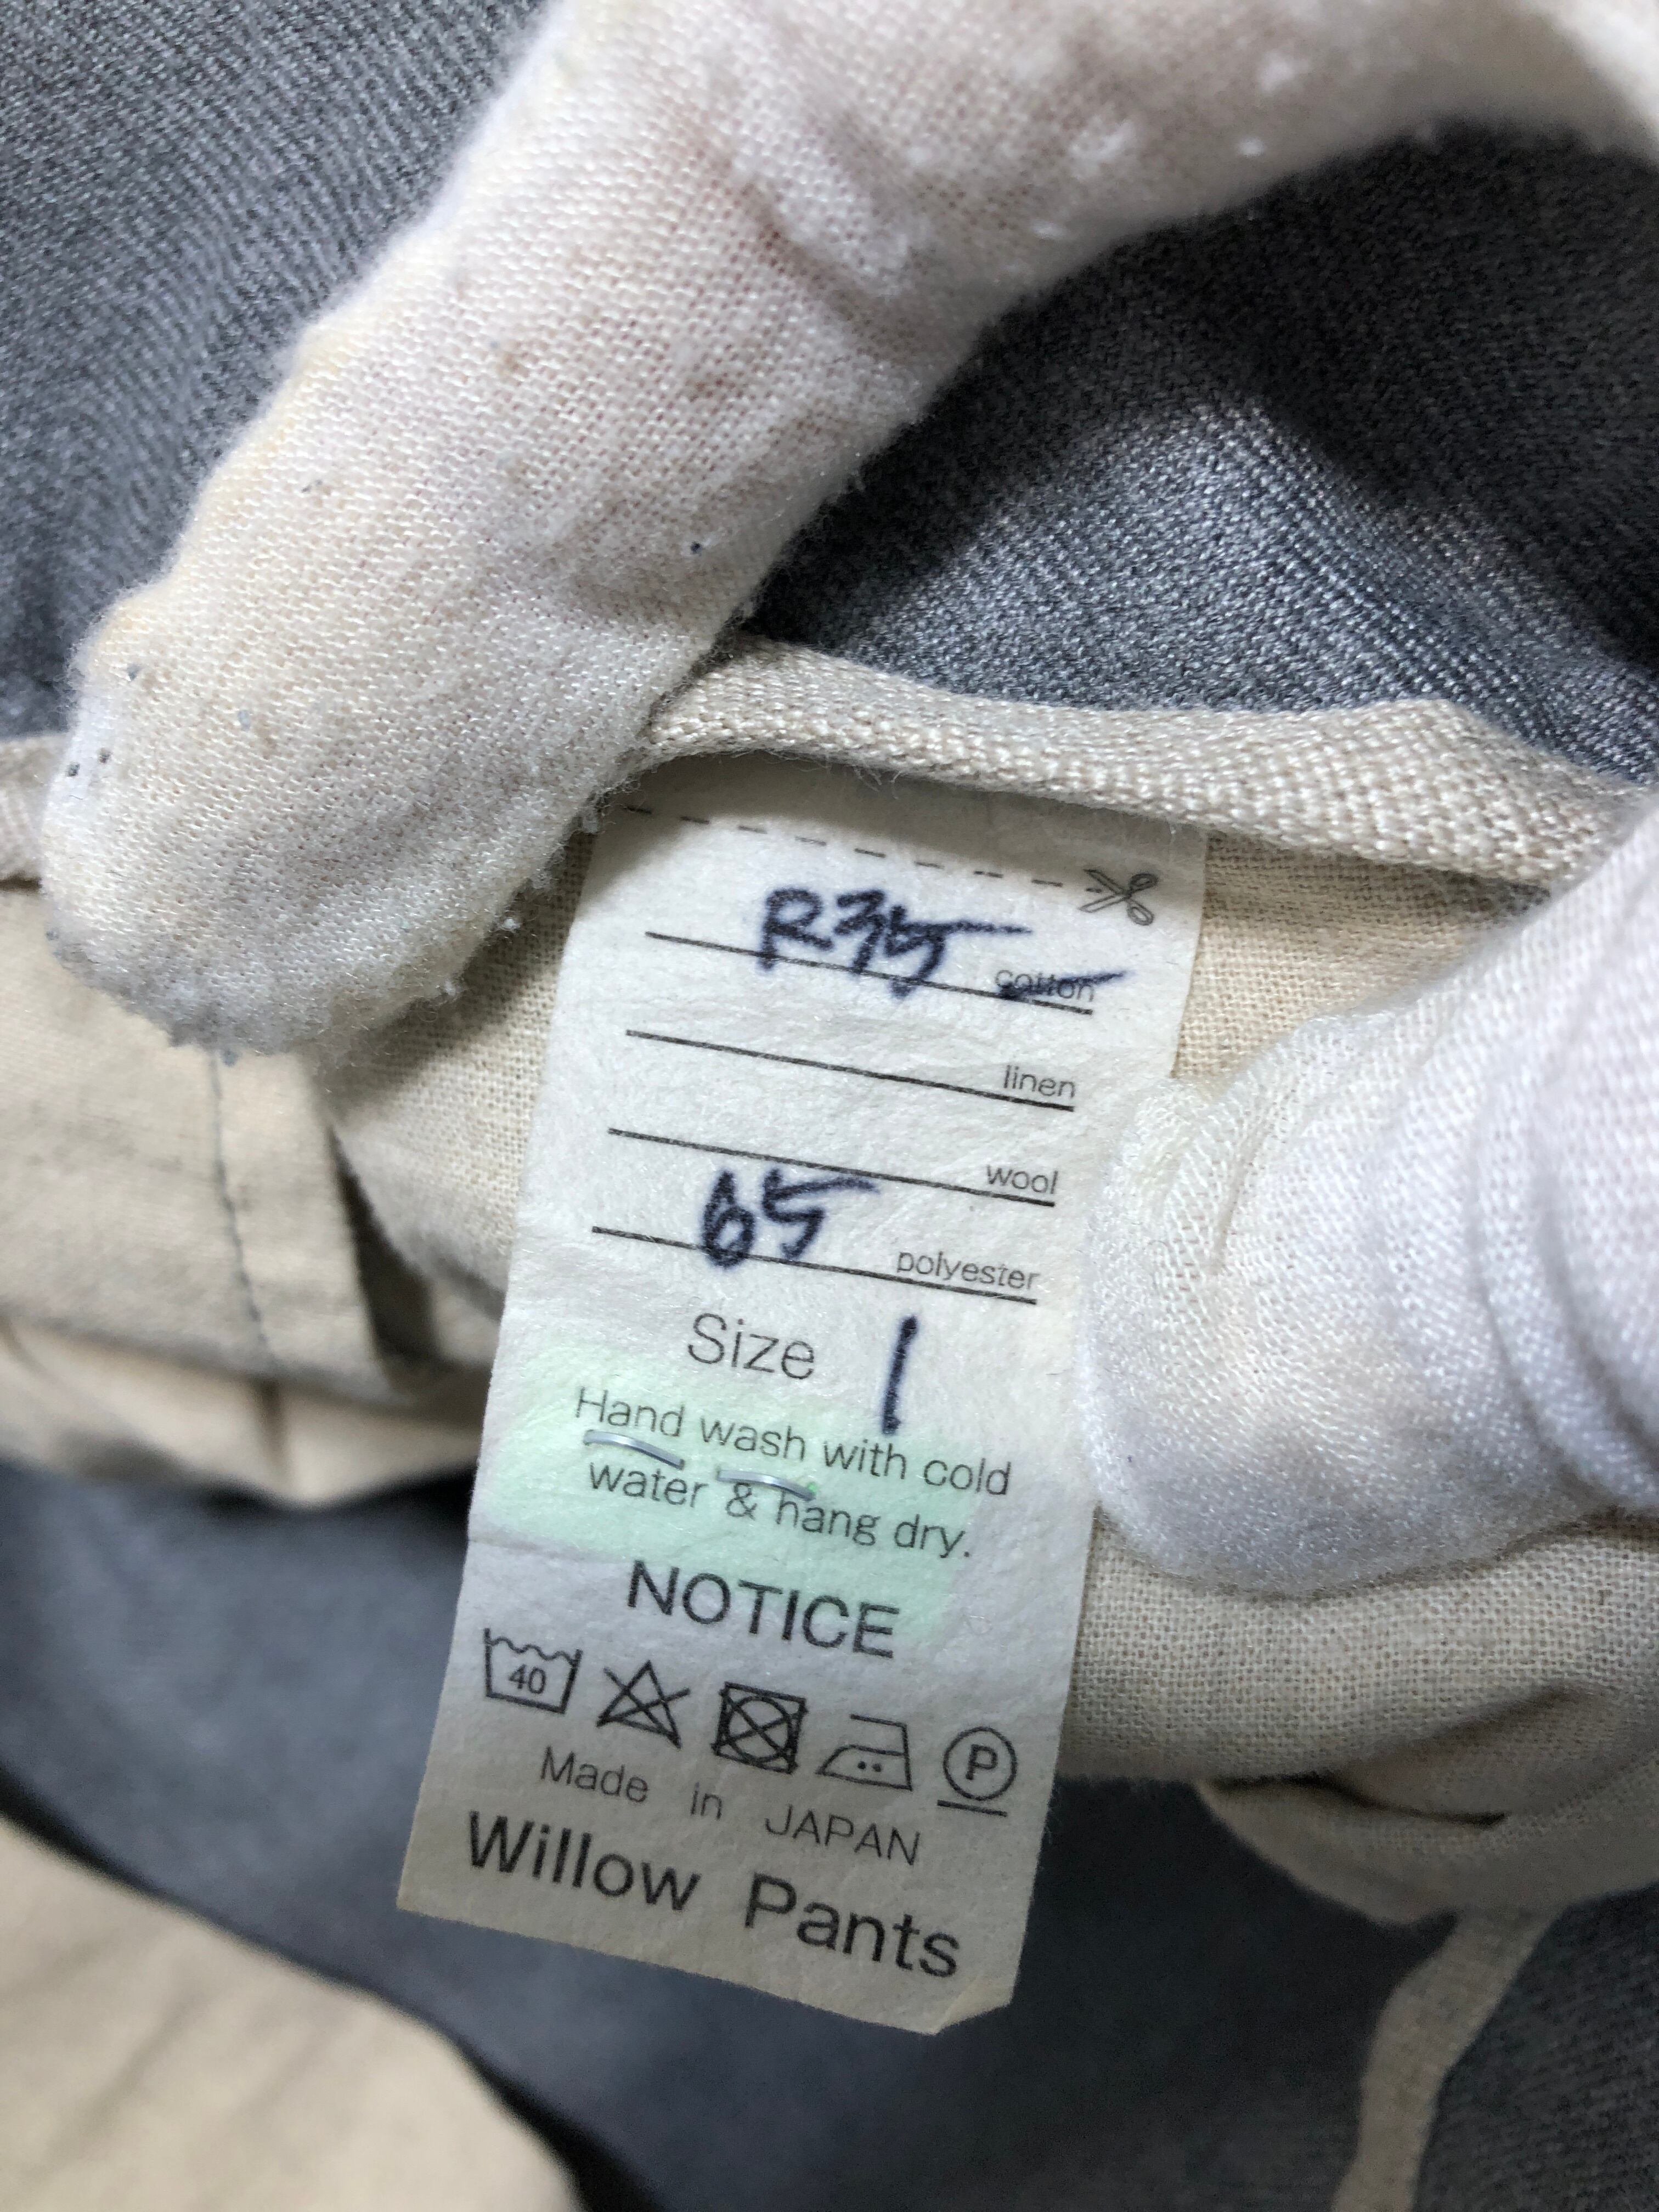 R35 cotton
linen
wool
65 polyester
Size 1
Hand wash with cold
water & hang dry.
NOTICE
40 P
Made in JAPAN
Willow Pants